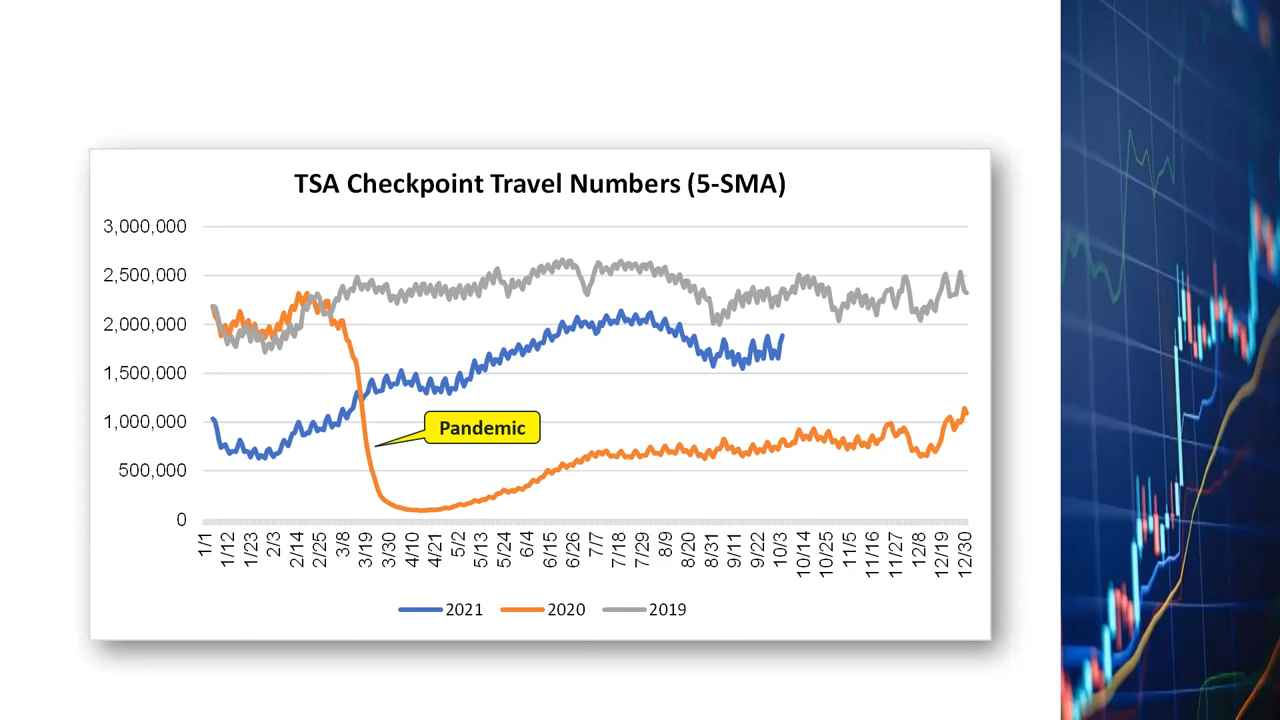 TSA Checkpoint Travel Numbers (5-SMA)
3,000,000
2,500,000
2,000,000
1,500,000
1,000,000
500,000
0
Pandemic
1/1 1/12 1/23 2/3 2/14 2/25 3/8 3/19 3/30 4/10 4/21 5/2 5/13 5/24 6/4 6/15 6/26 7/7 7/18 7/29 8/9 8/20 8/31 9/11 9/22 10/3 10/14 10/25 11/5 11/16 11/27 12/8 12/19 12/30
2021 2020 2019